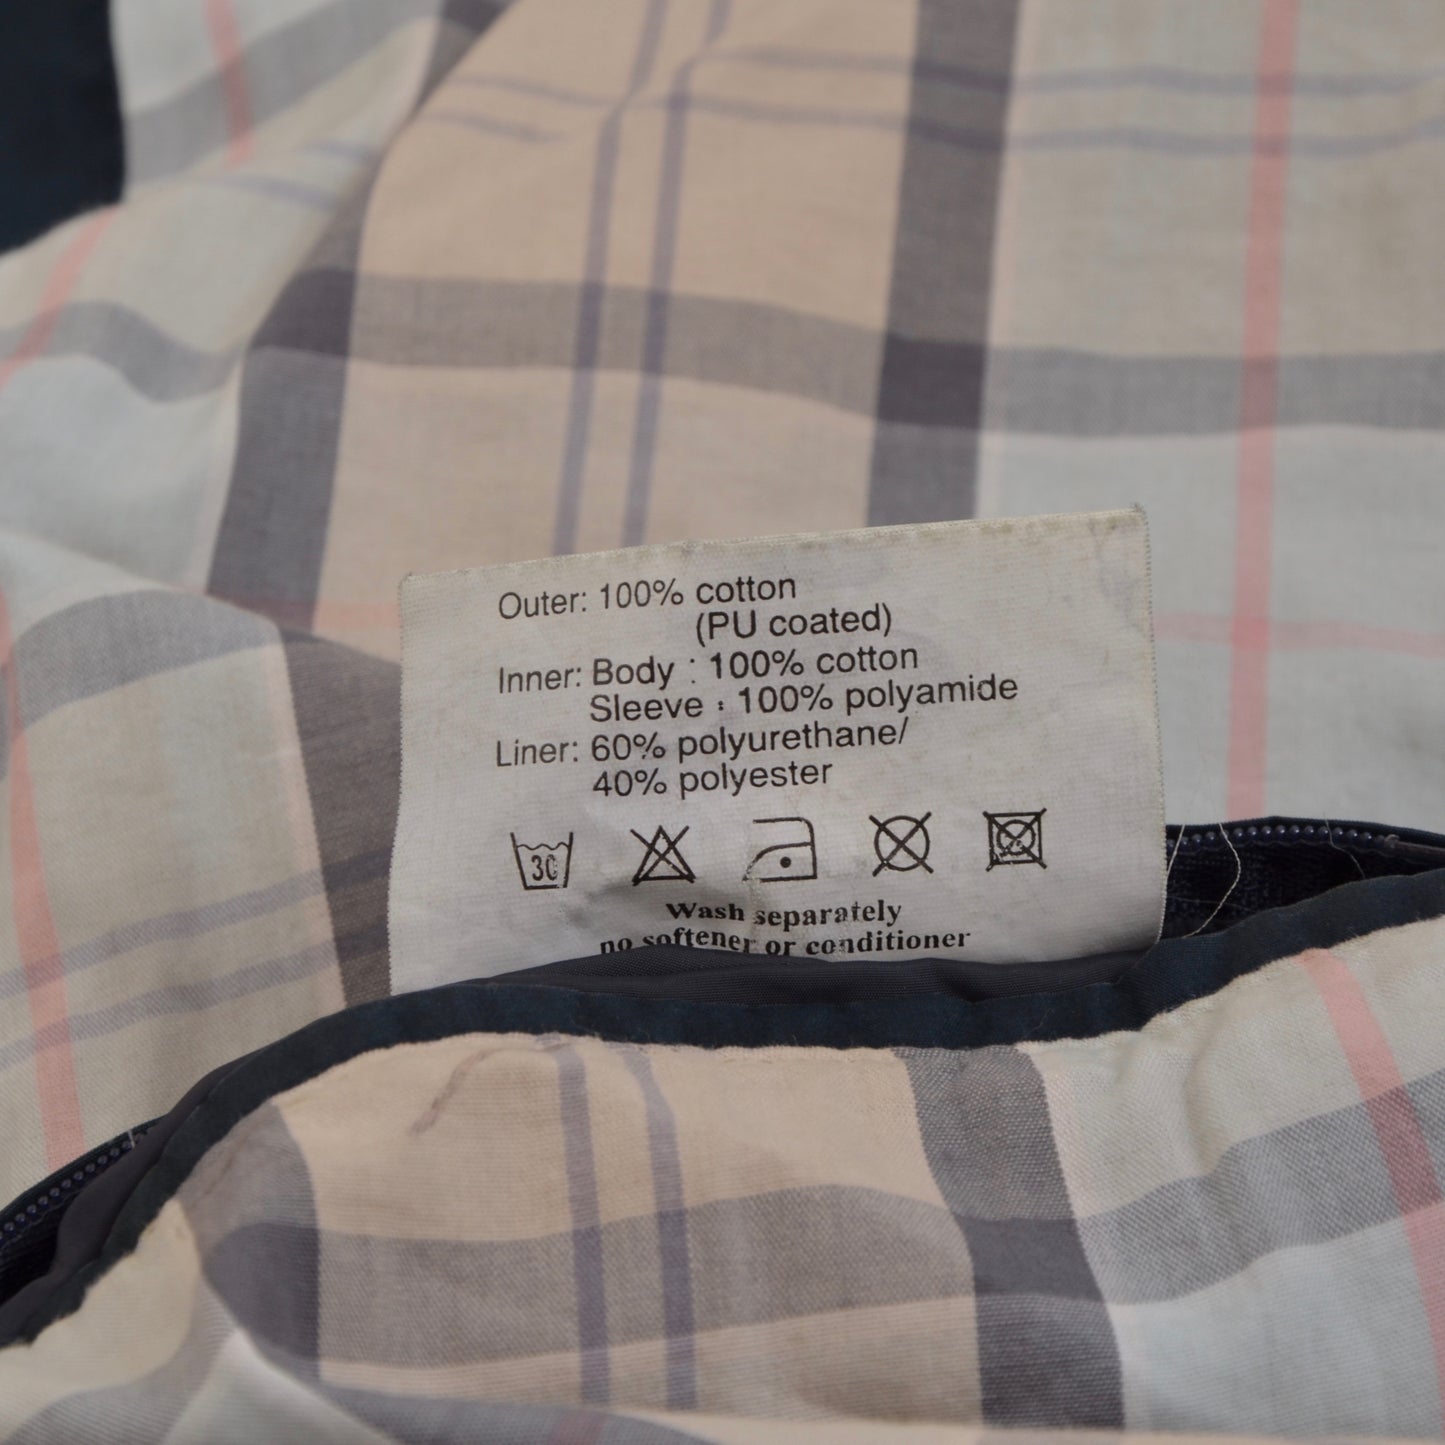 Outer: 100% cotton
(PU coated)
Inner: Body : 100% cotton
Sleeve : 100% polyamide
Liner: 60% polyurethane/
40% polyester
30
Wash separately
no softener or conditioner